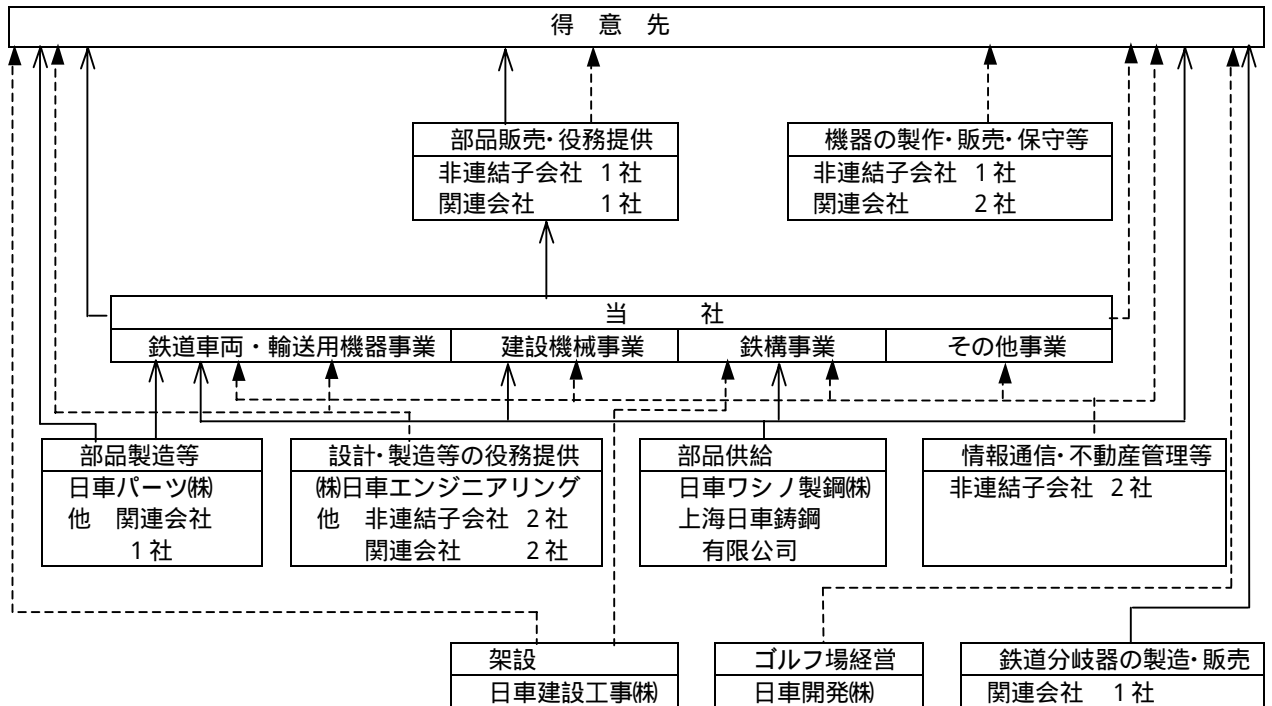 得 意 先
部品販売・役務提供
非連結子会社 1社
関連会社 1社
機器の製作・販売・保守等
非連結子会社 1社
関連会社 2社
当 社
鉄道車両・輸送用機器事業 建設機械事業 鉄構事業 その他事業
部品製造等
日車パーツ㈱
他 関連会社
1社
設計・製造等の役務提供
㈱日車エンジニアリング
他 非連結子会社 2社
関連会社 2社
部品供給
日車ワシノ製鋼㈱
上海日車鋳鋼
有限公司
情報通信・不動産管理等
非連結子会社 2社
架設
日車建設工事㈱
ゴルフ場経営
日車開発㈱
鉄道分岐器の製造・販売
関連会社 1社